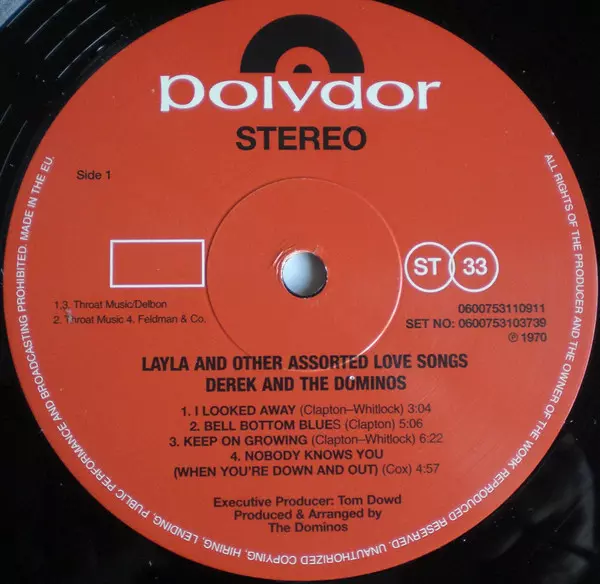 polydor
STEREO
Side 1
ST 33
1.3. Throat Music/Delbon
2. Throat Music 4. Feldman & Co.
0600753110911
SET NO: 0600753103739
℗ 1970
LAYLA AND OTHER ASSORTED LOVE SONGS
DEREK AND THE DOMINOS
1. I LOOKED AWAY (Clapton–Whitlock) 3:04
2. BELL BOTTOM BLUES (Clapton) 5:06
3. KEEP ON GROWING (Clapton–Whitlock) 6:22
4. NOBODY KNOWS YOU
(WHEN YOU'RE DOWN AND OUT) (Cox) 4:57
Executive Producer: Tom Dowd
Produced & Arranged by
The Dominos
ALL RIGHTS OF THE PRODUCER AND THE OWNER OF THE WORK REPRODUCED RESERVED. UNAUTHORIZED COPYING, HIRING, LENDING, PUBLIC PERFORMANCE AND BROADCASTING PROHIBITED. MADE IN THE EU.